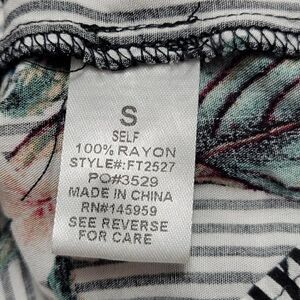 S
SELF
100% RAYON
STYLE#:FT2527
PO#3529
MADE IN CHINA
RN#145959
SEE REVERSE
FOR CARE